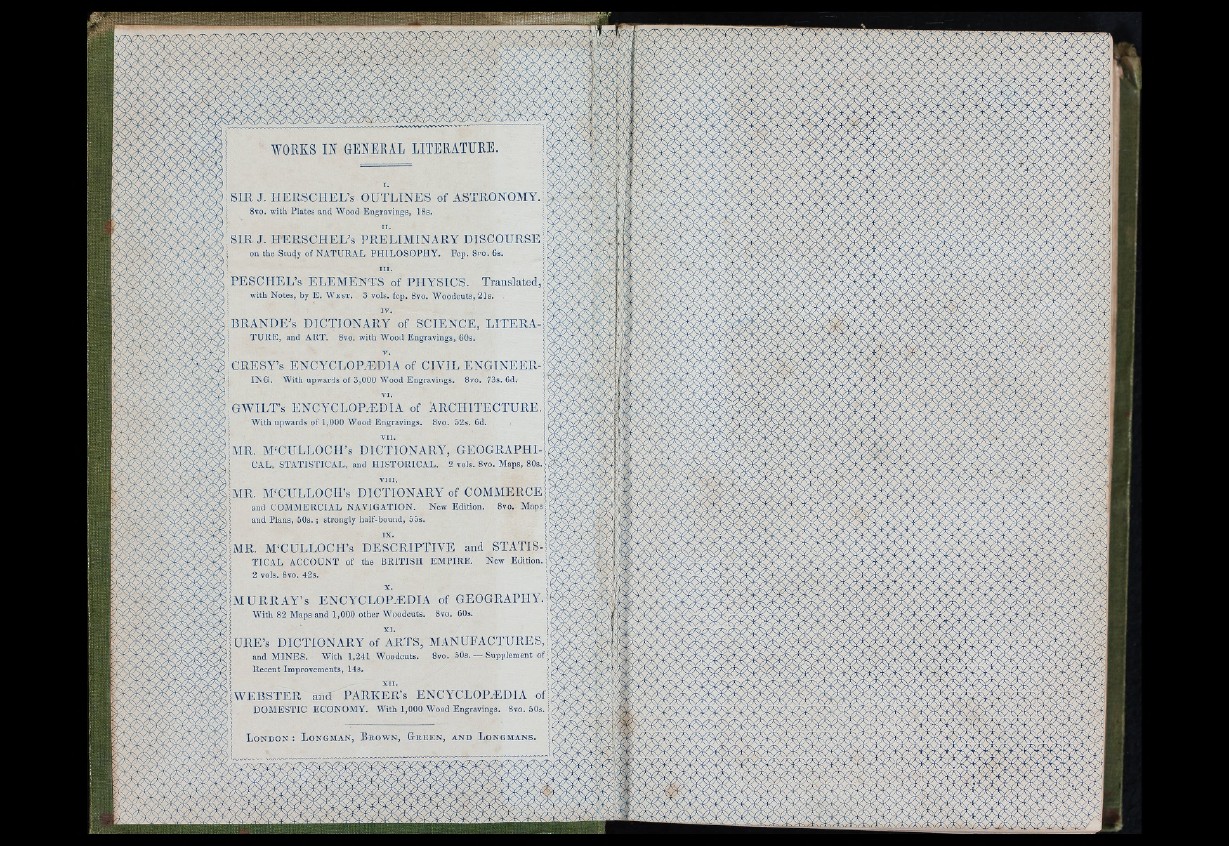 WORKS IN GENERAL LITERATURE.
I.
SIR J. HERSCHEL's OUTLINES of ASTRONOMY.
8vo. with Plates and Wood Engravings, 18s.
II.
SIR J. HERSCHEL's PRELIMINARY DISCOURSE
on the Study of NATURAL PHILOSOPHY. Fcp. 8vo. 6s.
III.
PESCHEL's ELEMENTS of PHYSICS. Translated,
with Notes, by E. WEST. 3 vols. fcp. 8vo. Woodcuts, 21s.
IV.
BRANDE's DICTIONARY of SCIENCE, LITERA-
TURE, and ART. 8vo. with Wood Engravings, 60s.
V.
CRESY's ENCYCLOPÆDIA of CIVIL ENGINEER-
ING. With upwards of 3,000 Wood Engravings. 8vo. 73s. 6d.
VI.
GWILT's ENCYCLOPÆDIA of ARCHITECTURE.
With upwards of 1,000 Wood Engravings. 8vo. 52s. 6d.
VII.
MR. M‘CULLOCH's DICTIONARY, GEOGRAPHI-
CAL, STATISTICAL, and HISTORICAL. 2 vols. 8vo. Maps, 80s.
VIII.
MR. M‘CULLOCH's DICTIONARY of COMMERCE
and COMMERCIAL NAVIGATION. New Edition. 8vo. Maps
and Plans, 50s.; strongly half-bound, 55s.
IX.
MR. M‘CULLOCH's DESCRIPTIVE and STATIS-
TICAL ACCOUNT of the BRITISH EMPIRE. New Edition.
2 vols. 8vo. 42s.
X.
MURRAY's ENCYCLOPÆDIA of GEOGRAPHY.
With 82 Maps and 1,000 other Woodcuts. 8vo. 60s.
XI.
URE's DICTIONARY of ARTS, MANUFACTURES,
and MINES. With 1,241 Woodcuts. 8vo. 50s. — Supplement of
Recent Improvements, 14s.
XII.
WEBSTER and PARKER's ENCYCLOPÆDIA of
DOMESTIC ECONOMY. With 1,000 Wood Engravings. 8vo. 50s.
LONDON: LONGMAN, BROWN, GREEN, AND LONGMANS.